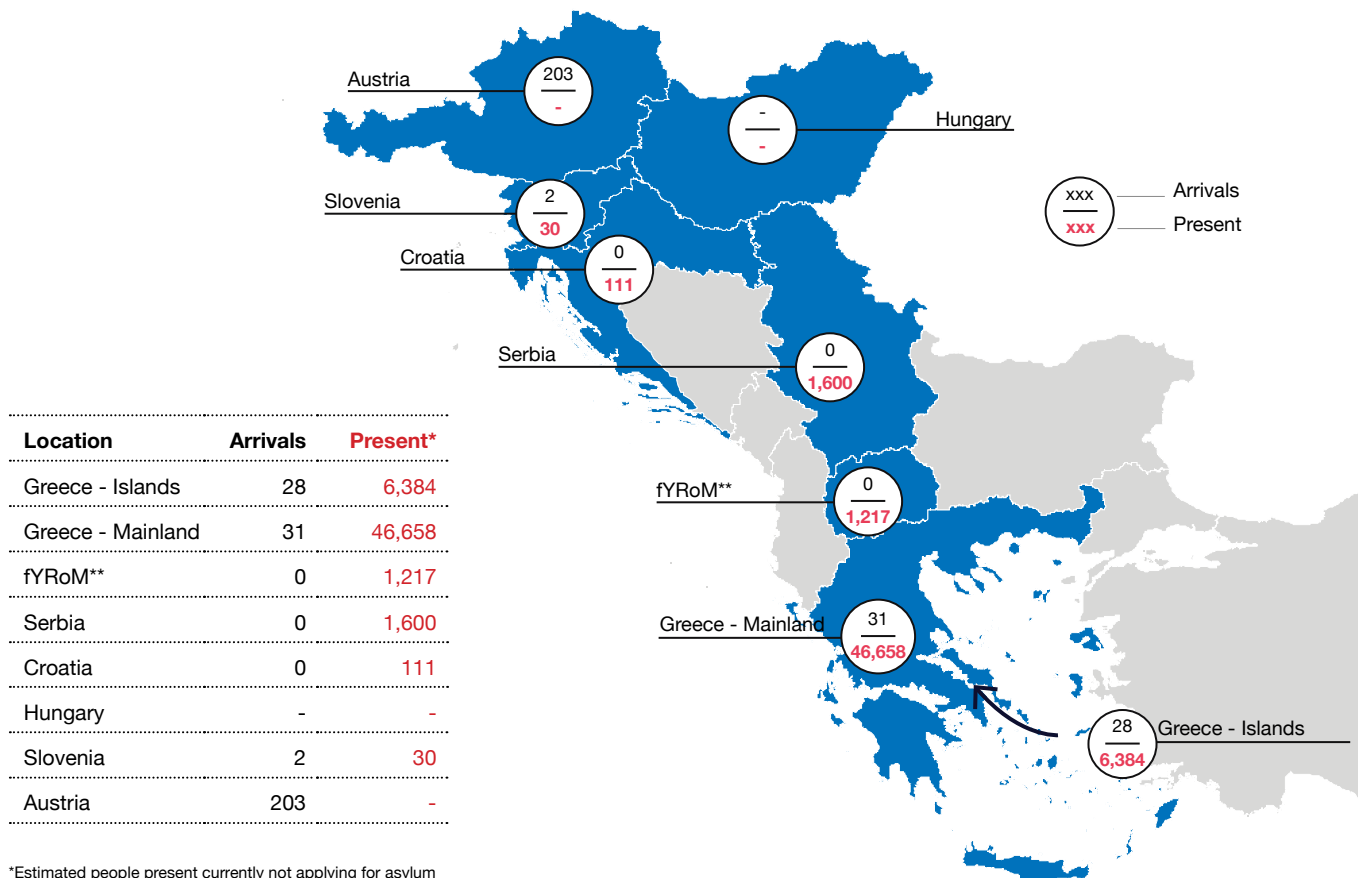 Austria
203
-
-
-
Hungary
Slovenia
2
30
xxx
xxx
Arrivals
Present
Croatia
0
111
Serbia
0
1,600
fYRoM**
0
1,217
Greece - Mainland
31
46,658
28
6,384
Greece - Islands
Location Arrivals Present*
Greece - Islands 28 6,384
Greece - Mainland 31 46,658
fYRoM** 0 1,217
Serbia 0 1,600
Croatia 0 111
Hungary - -
Slovenia 2 30
Austria 203 -
*Estimated people present currently not applying for asylum